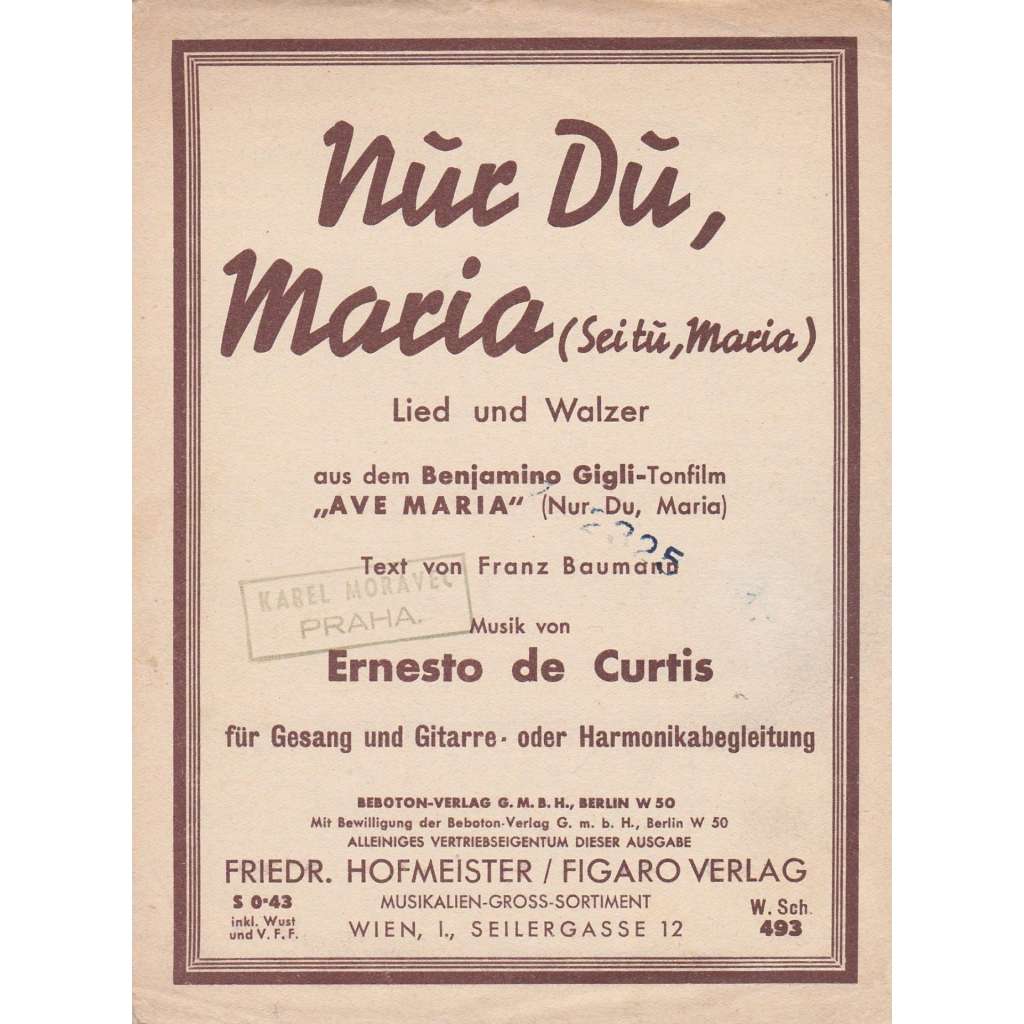 Nur Du,
Maria (Sei tu, Maria)
Lied und Walzer
aus dem Benjamino Gigli-Tonfilm
„AVE MARIA“ (Nur Du, Maria)
Text von Franz Baumann
KAREL MORAVEC
PRAHA.
Musik von
Ernesto de Curtis
für Gesang und Gitarre- oder Harmonikabegleitung
BEBOTON-VERLAG G. M. B. H., BERLIN W 50
Mit Bewilligung der Beboton-Verlag G. m. b. H., Berlin W 50
ALLEINIGES VERTRIEBSEIGENTUM DIESER AUSGABE
FRIEDR. HOFMEISTER / FIGARO VERLAG
S 0·43
inkl. Wust
und V. F. F.
MUSIKALIEN-GROSS-SORTIMENT
WIEN, I., SEILERGASSE 12
W. Sch.
493